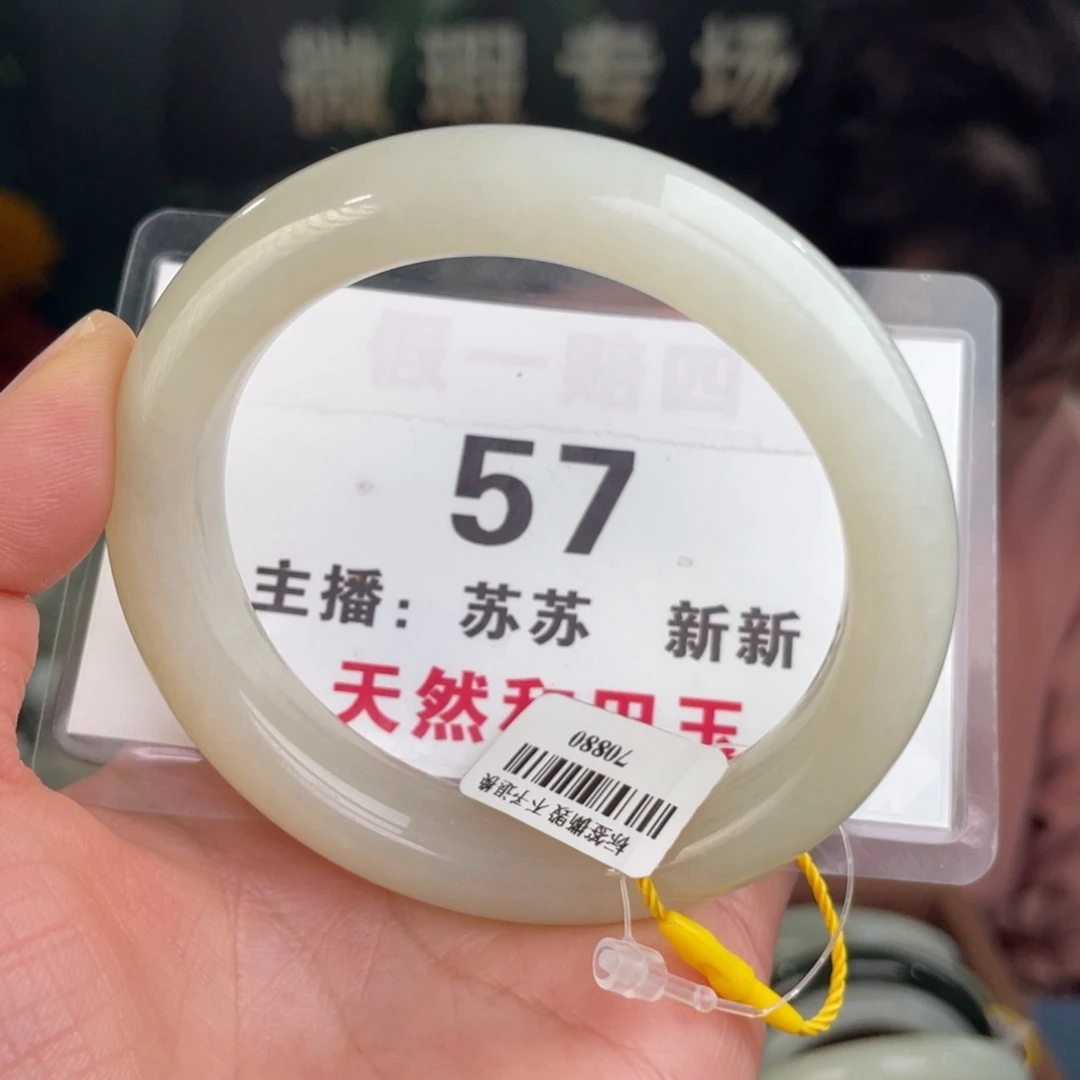 微瑕专场
假一赔四
57
主播：苏苏 新新
天然和田玉
70880
标签撕毁不予退换